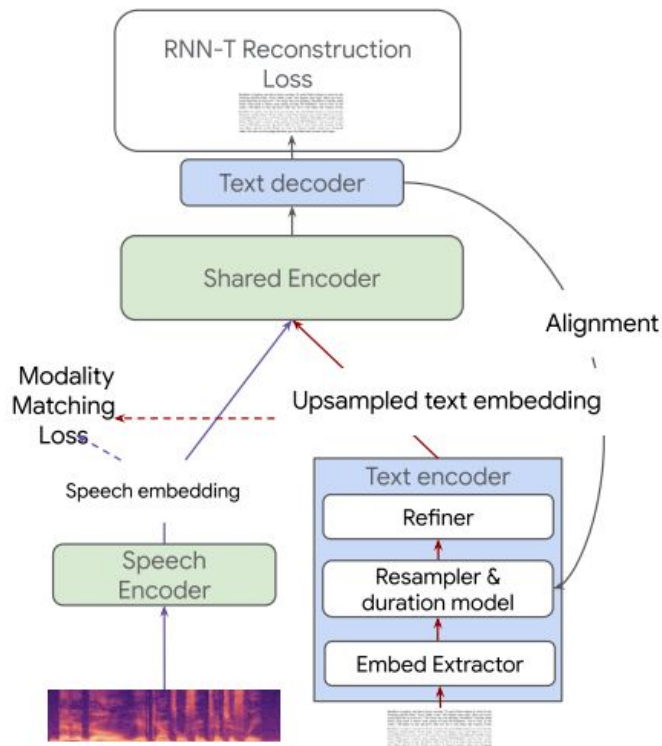 RNN-T Reconstruction
Loss
Text decoder
Shared Encoder
Alignment
Modality
Matching
Loss
Upsampled text embedding
Speech embedding
Text encoder
Refiner
Speech
Encoder
Resampler &
duration model
Embed Extractor